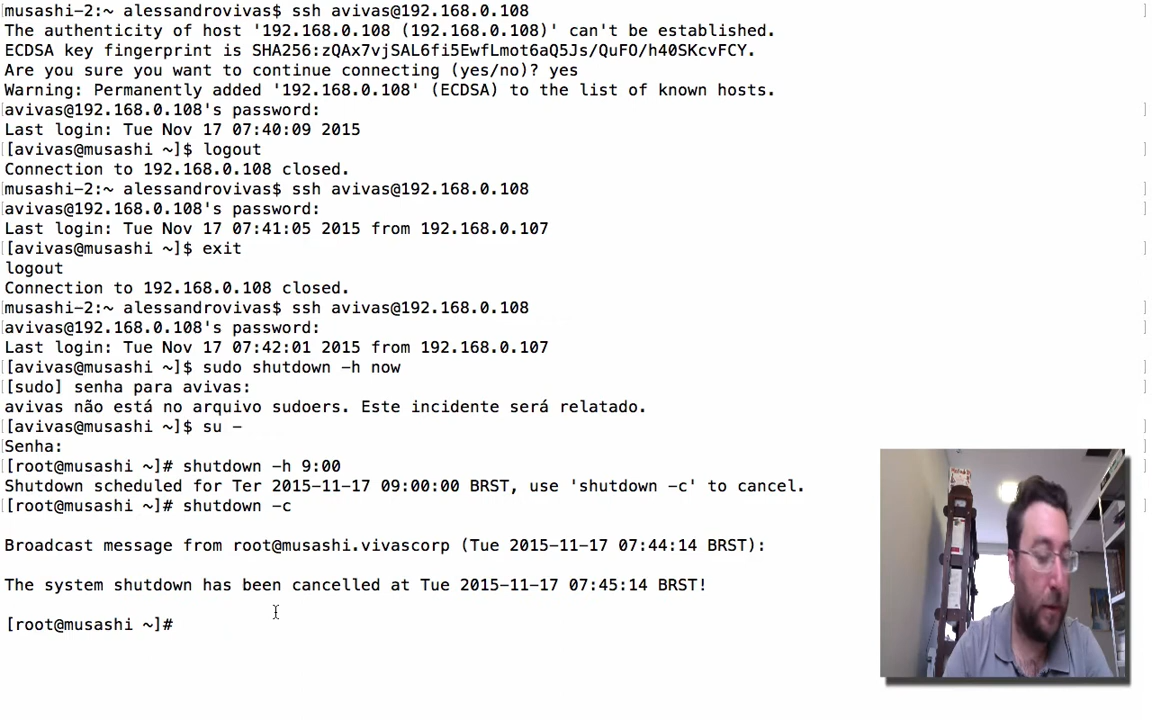 musashi-2:~ alessandrovivas$ ssh avivas@192.168.0.108
The authenticity of host '192.168.0.108 (192.168.0.108)' can't be established.
ECDSA key fingerprint is SHA256:zQAx7vjSAL6fi5EwfLmot6aQ5Js/QuFO/h40SKcvFCY.
Are you sure you want to continue connecting (yes/no)? yes
Warning: Permanently added '192.168.0.108' (ECDSA) to the list of known hosts.
avivas@192.168.0.108's password:
Last login: Tue Nov 17 07:40:09 2015
[avivas@musashi ~]$ logout
Connection to 192.168.0.108 closed.
musashi-2:~ alessandrovivas$ ssh avivas@192.168.0.108
avivas@192.168.0.108's password:
Last login: Tue Nov 17 07:41:05 2015 from 192.168.0.107
[avivas@musashi ~]$ exit
logout
Connection to 192.168.0.108 closed.
musashi-2:~ alessandrovivas$ ssh avivas@192.168.0.108
avivas@192.168.0.108's password:
Last login: Tue Nov 17 07:42:01 2015 from 192.168.0.107
[avivas@musashi ~]$ sudo shutdown -h now
[sudo] senha para avivas:
avivas não está no arquivo sudoers. Este incidente será relatado.
[avivas@musashi ~]$ su -
Senha:
[root@musashi ~]# shutdown -h 9:00
Shutdown scheduled for Ter 2015-11-17 09:00:00 BRST, use 'shutdown -c' to cancel.
[root@musashi ~]# shutdown -c
Broadcast message from root@musashi.vivascorp (Tue 2015-11-17 07:44:14 BRST):
The system shutdown has been cancelled at Tue 2015-11-17 07:45:14 BRST!
[root@musashi ~]#